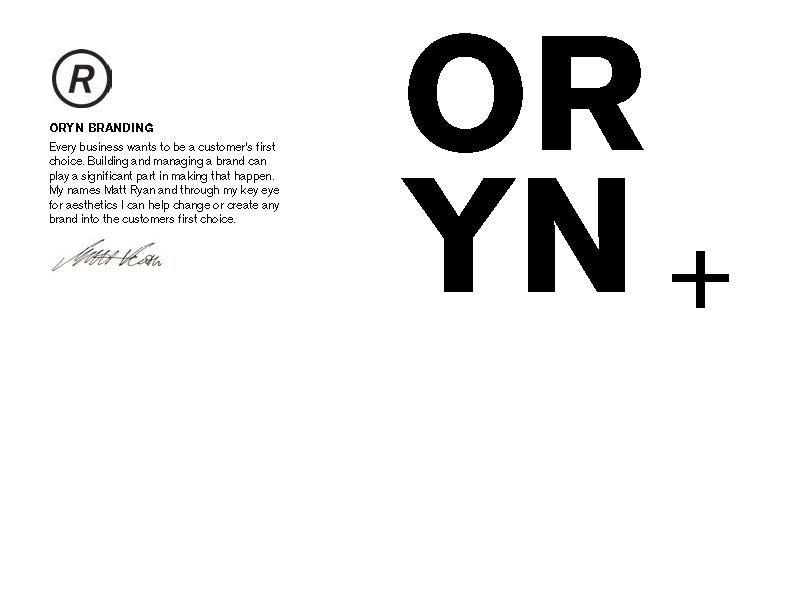 R
ORYN BRANDING
Every business wants to be a customer's first
choice. Building and managing a brand can
play a significant part in making that happen.
My names Matt Ryan and through my key eye
for aesthetics I can help change or create any
brand into the customers first choice.
Matt Ryan
OR
YN +